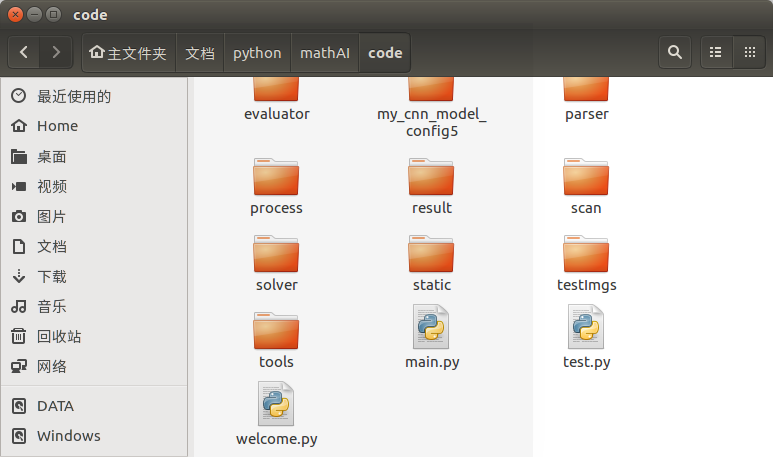 code
主文件夹 文档 python mathAI code
最近使用的
Home
桌面
视频
图片
文档
下载
音乐
回收站
网络
DATA
Windows
evaluator my_cnn_model_ parser
config5
process result scan
solver static testImgs
tools main.py test.py
welcome.py